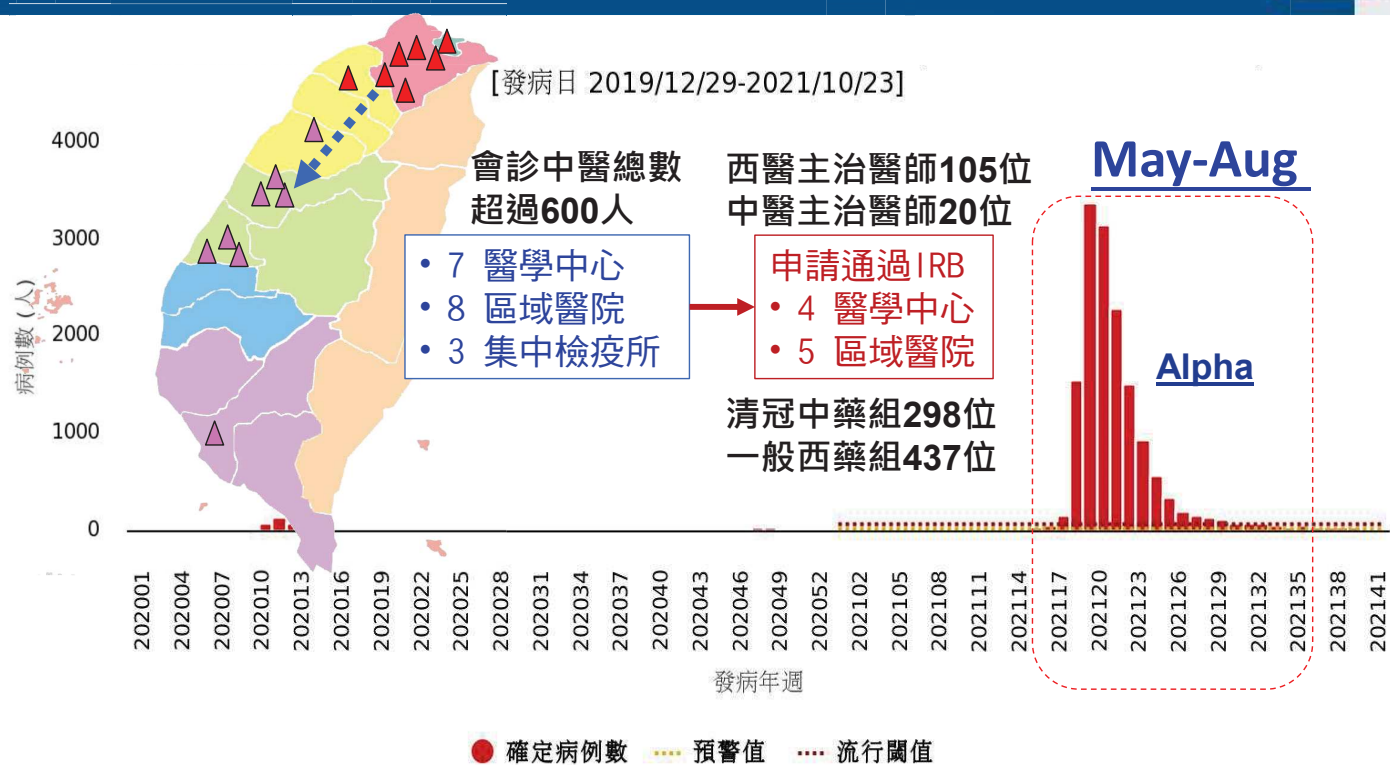 [發病日 2019/12/29-2021/10/23]
病例數 (人)
4000
3000
2000
1000
0
會診中醫總數
超過600人
• 7 醫學中心
• 8 區域醫院
• 3 集中檢疫所
西醫主治醫師105位
中醫主治醫師20位
申請通過IRB
• 4 醫學中心
• 5 區域醫院
清冠中藥組298位
一般西藥組437位
May-Aug
Alpha
202001
202004
202007
202010
202013
202016
202019
202022
202025
202028
202031
202034
202037
202040
202043
202046
202049
202052
202102
202105
202108
202111
202114
202117
202120
202123
202126
202129
202132
202135
202138
202141
發病年週
確定病例數 預警值 流行閾值